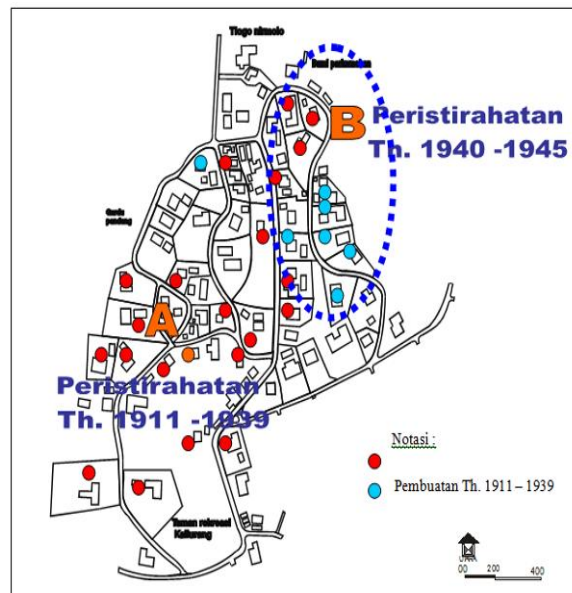 Tlogo nirmolo
Bumi perkemahan
B
Peristirahatan
Th. 1940 -1945
Gardu
pandang
A
Peristirahatan
Th. 1911 -1939
Notasi :
Pembuatan Th. 1911 – 1939
Taman rekreasi
Kaliurang
00 200 400